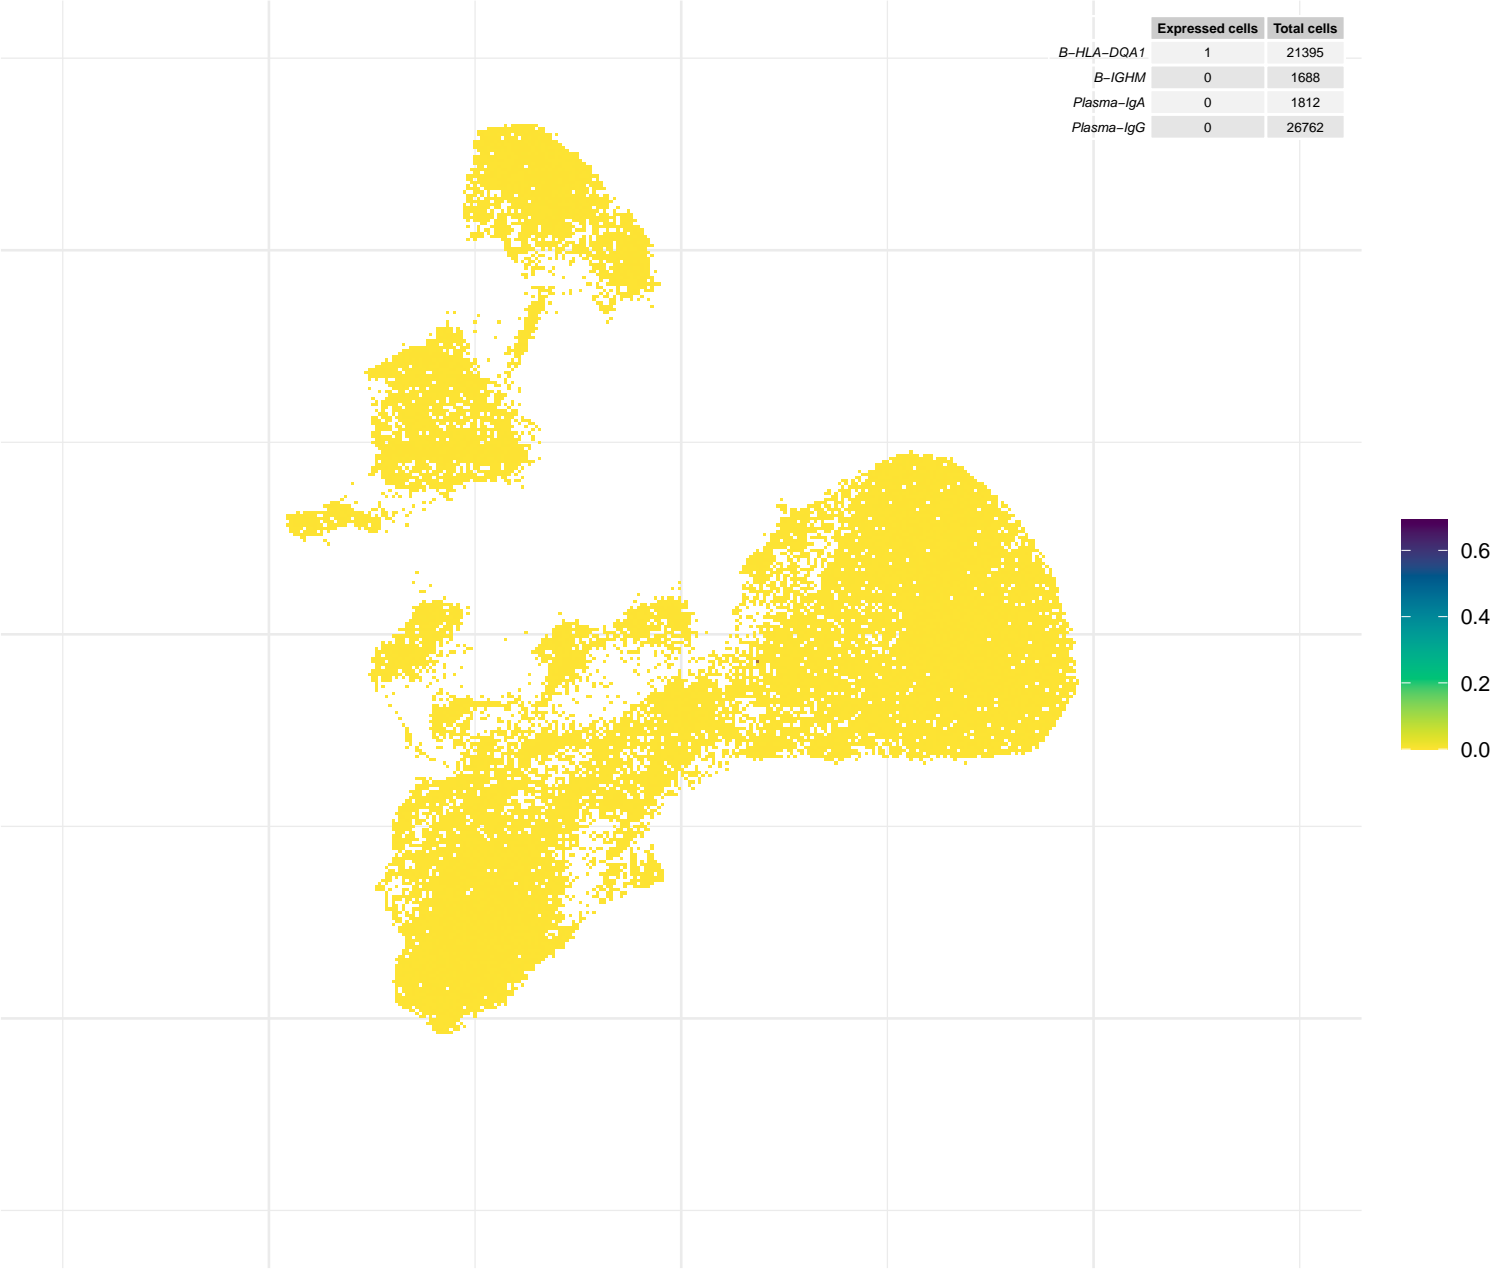 Expressed cells Total cells
B−HLA−DQA1 1 21395
B−IGHM 0 1688
Plasma−IgA 0 1812
Plasma−IgG 0 26762
0.6
0.4
0.2
0.0